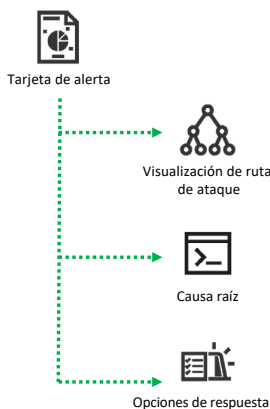 Tarjeta de alerta
Visualización de ruta
de ataque
Causa raíz
Opciones de respuesta